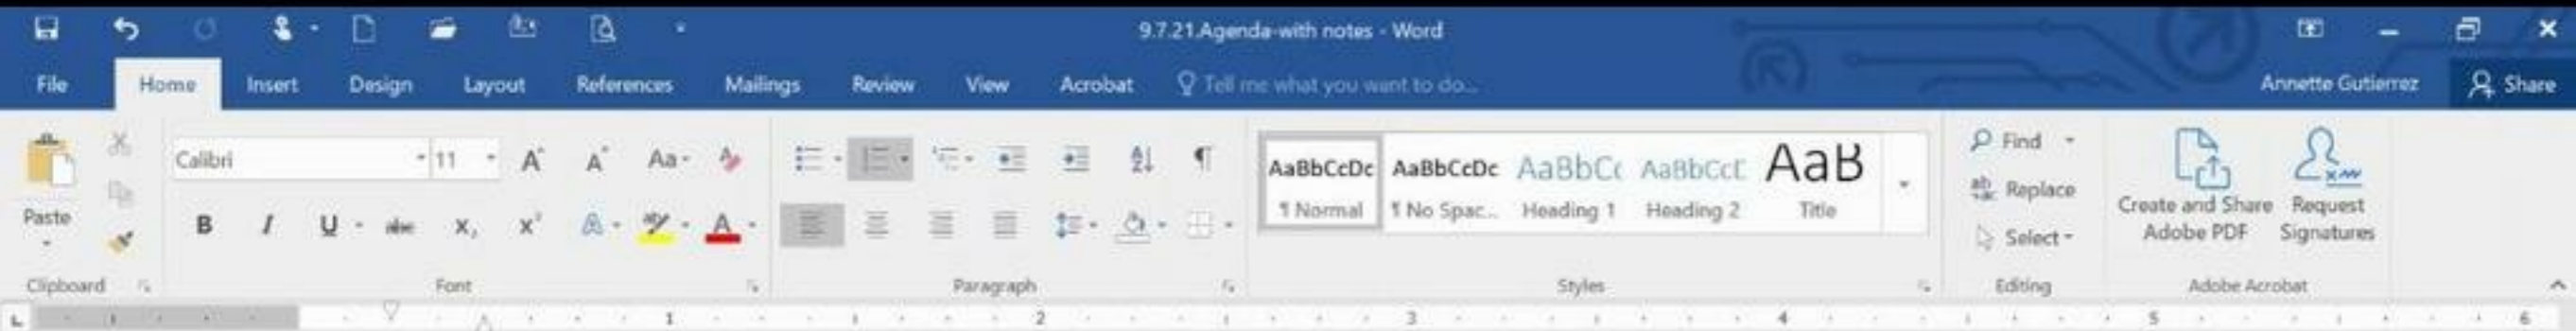 9.7.21.Agenda-with notes - Word
File Home Insert Design Layout References Mailings Review View Acrobat Tell me what you want to do... Annette Gutierrez Share
Calibri 11 A A Aa
Paste
B I U abc X, x² A aby A
AaBbCcDc AaBbCcDc AaBbCc AaBbCcC AaB
¶ Normal ¶ No Spac... Heading 1 Heading 2 Title
Find
Replace
Select
Create and Share Adobe PDF
Request Signatures
Clipboard Font Paragraph Styles Editing Adobe Acrobat
L 1 2 3 4 5 6